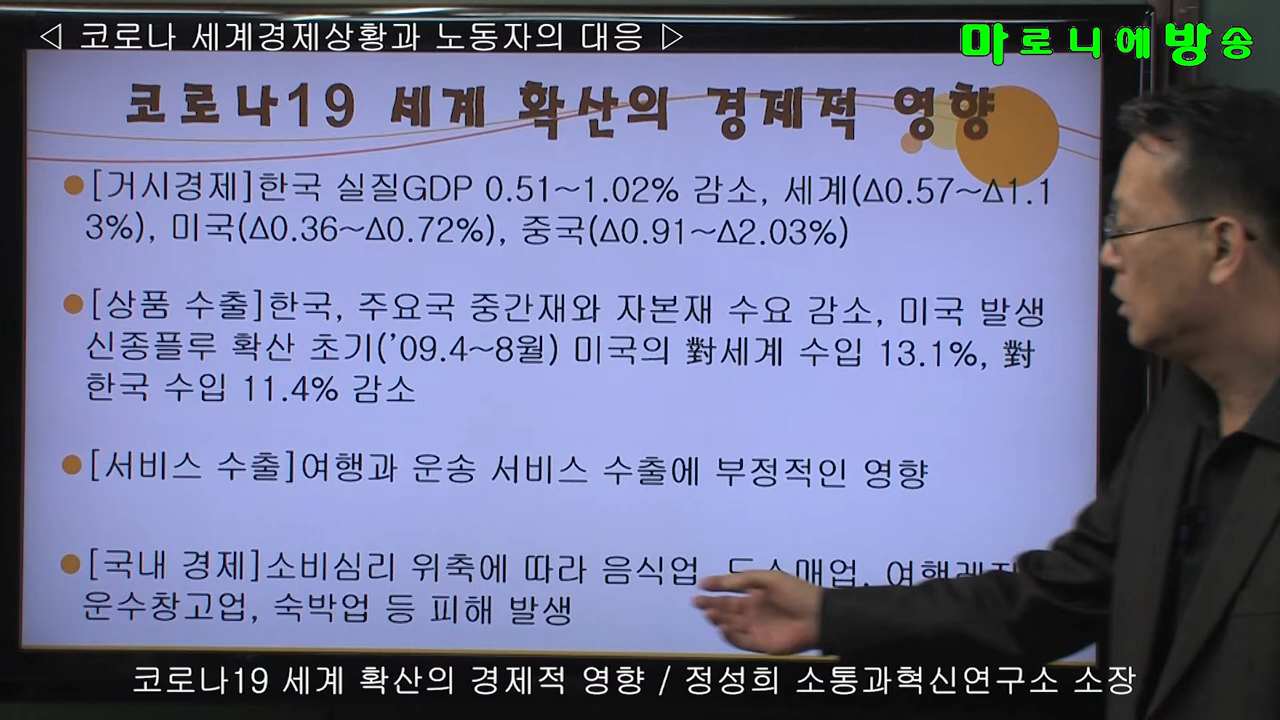 ◁ 코로나 세계경제상황과 노동자의 대응 ▷
마로니에방송
코로나19 세계 확산의 경제적 영향
●[거시경제]한국 실질GDP 0.51~1.02% 감소, 세계(Δ0.57~Δ1.1
3%), 미국(Δ0.36~Δ0.72%), 중국(Δ0.91~Δ2.03%)
●[상품 수출]한국, 주요국 중간재와 자본재 수요 감소, 미국 발생
신종플루 확산 초기('09.4~8월) 미국의 對세계 수입 13.1%, 對
한국 수입 11.4% 감소
●[서비스 수출]여행과 운송 서비스 수출에 부정적인 영향
●[국내 경제]소비심리 위축에 따라 음식업, 도소매업, 
운수창고업, 숙박업 등 피해 발생
코로나19 세계 확산의 경제적 영향 / 정성희 소통과혁신연구소 소장